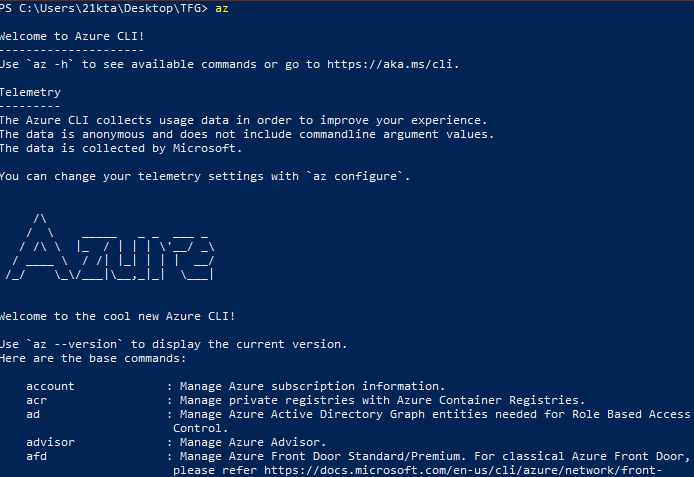 PS C:\Users\21kta\Desktop\TFG> az
Welcome to Azure CLI!
---------------------
Use `az -h` to see available commands or go to https://aka.ms/cli.
Telemetry
---------
The Azure CLI collects usage data in order to improve your experience.
The data is anonymous and does not include commandline argument values.
The data is collected by Microsoft.
You can change your telemetry settings with `az configure`.
     /\
    /  \    _____   _ _  ___ _
   / /\ \  |_  / | | | \'__/ _\
  / ____ \  / /| |_| | | |  __/
 /_/    \_\/___|\__,_|_|  \___|
Welcome to the cool new Azure CLI!
Use `az --version` to display the current version.
Here are the base commands:
    account             : Manage Azure subscription information.
    acr                 : Manage private registries with Azure Container Registries.
    ad                  : Manage Azure Active Directory Graph entities needed for Role Based Access
                         Control.
    advisor             : Manage Azure Advisor.
    afd                 : Manage Azure Front Door Standard/Premium. For classical Azure Front Door,
                         please refer https://docs.microsoft.com/en-us/cli/azure/network/front-